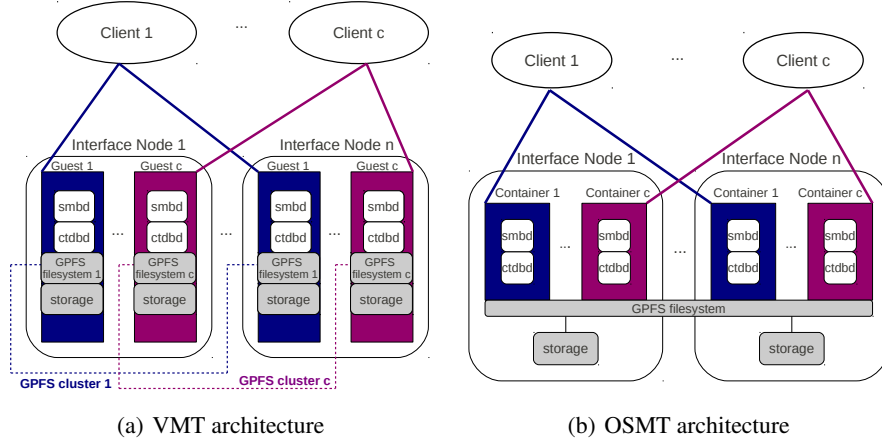 Client 1
...
Client c
Interface Node 1
Interface Node n
Guest 1
Guest c
Guest 1
Guest c
smbd
smbd
smbd
smbd
...
...
...
ctdbd
ctdbd
ctdbd
ctdbd
GPFS
filesystem 1
GPFS
filesystem c
GPFS
filesystem 1
GPFS
filesystem c
storage
storage
storage
storage
GPFS cluster 1
GPFS cluster c
(a) VMT architecture
Client 1
...
Client c
Interface Node 1
Interface Node n
Container 1
Container c
Container 1
Container c
smbd
smbd
smbd
smbd
...
...
...
ctdbd
ctdbd
ctdbd
ctdbd
GPFS filesystem
storage
storage
(b) OSMT architecture